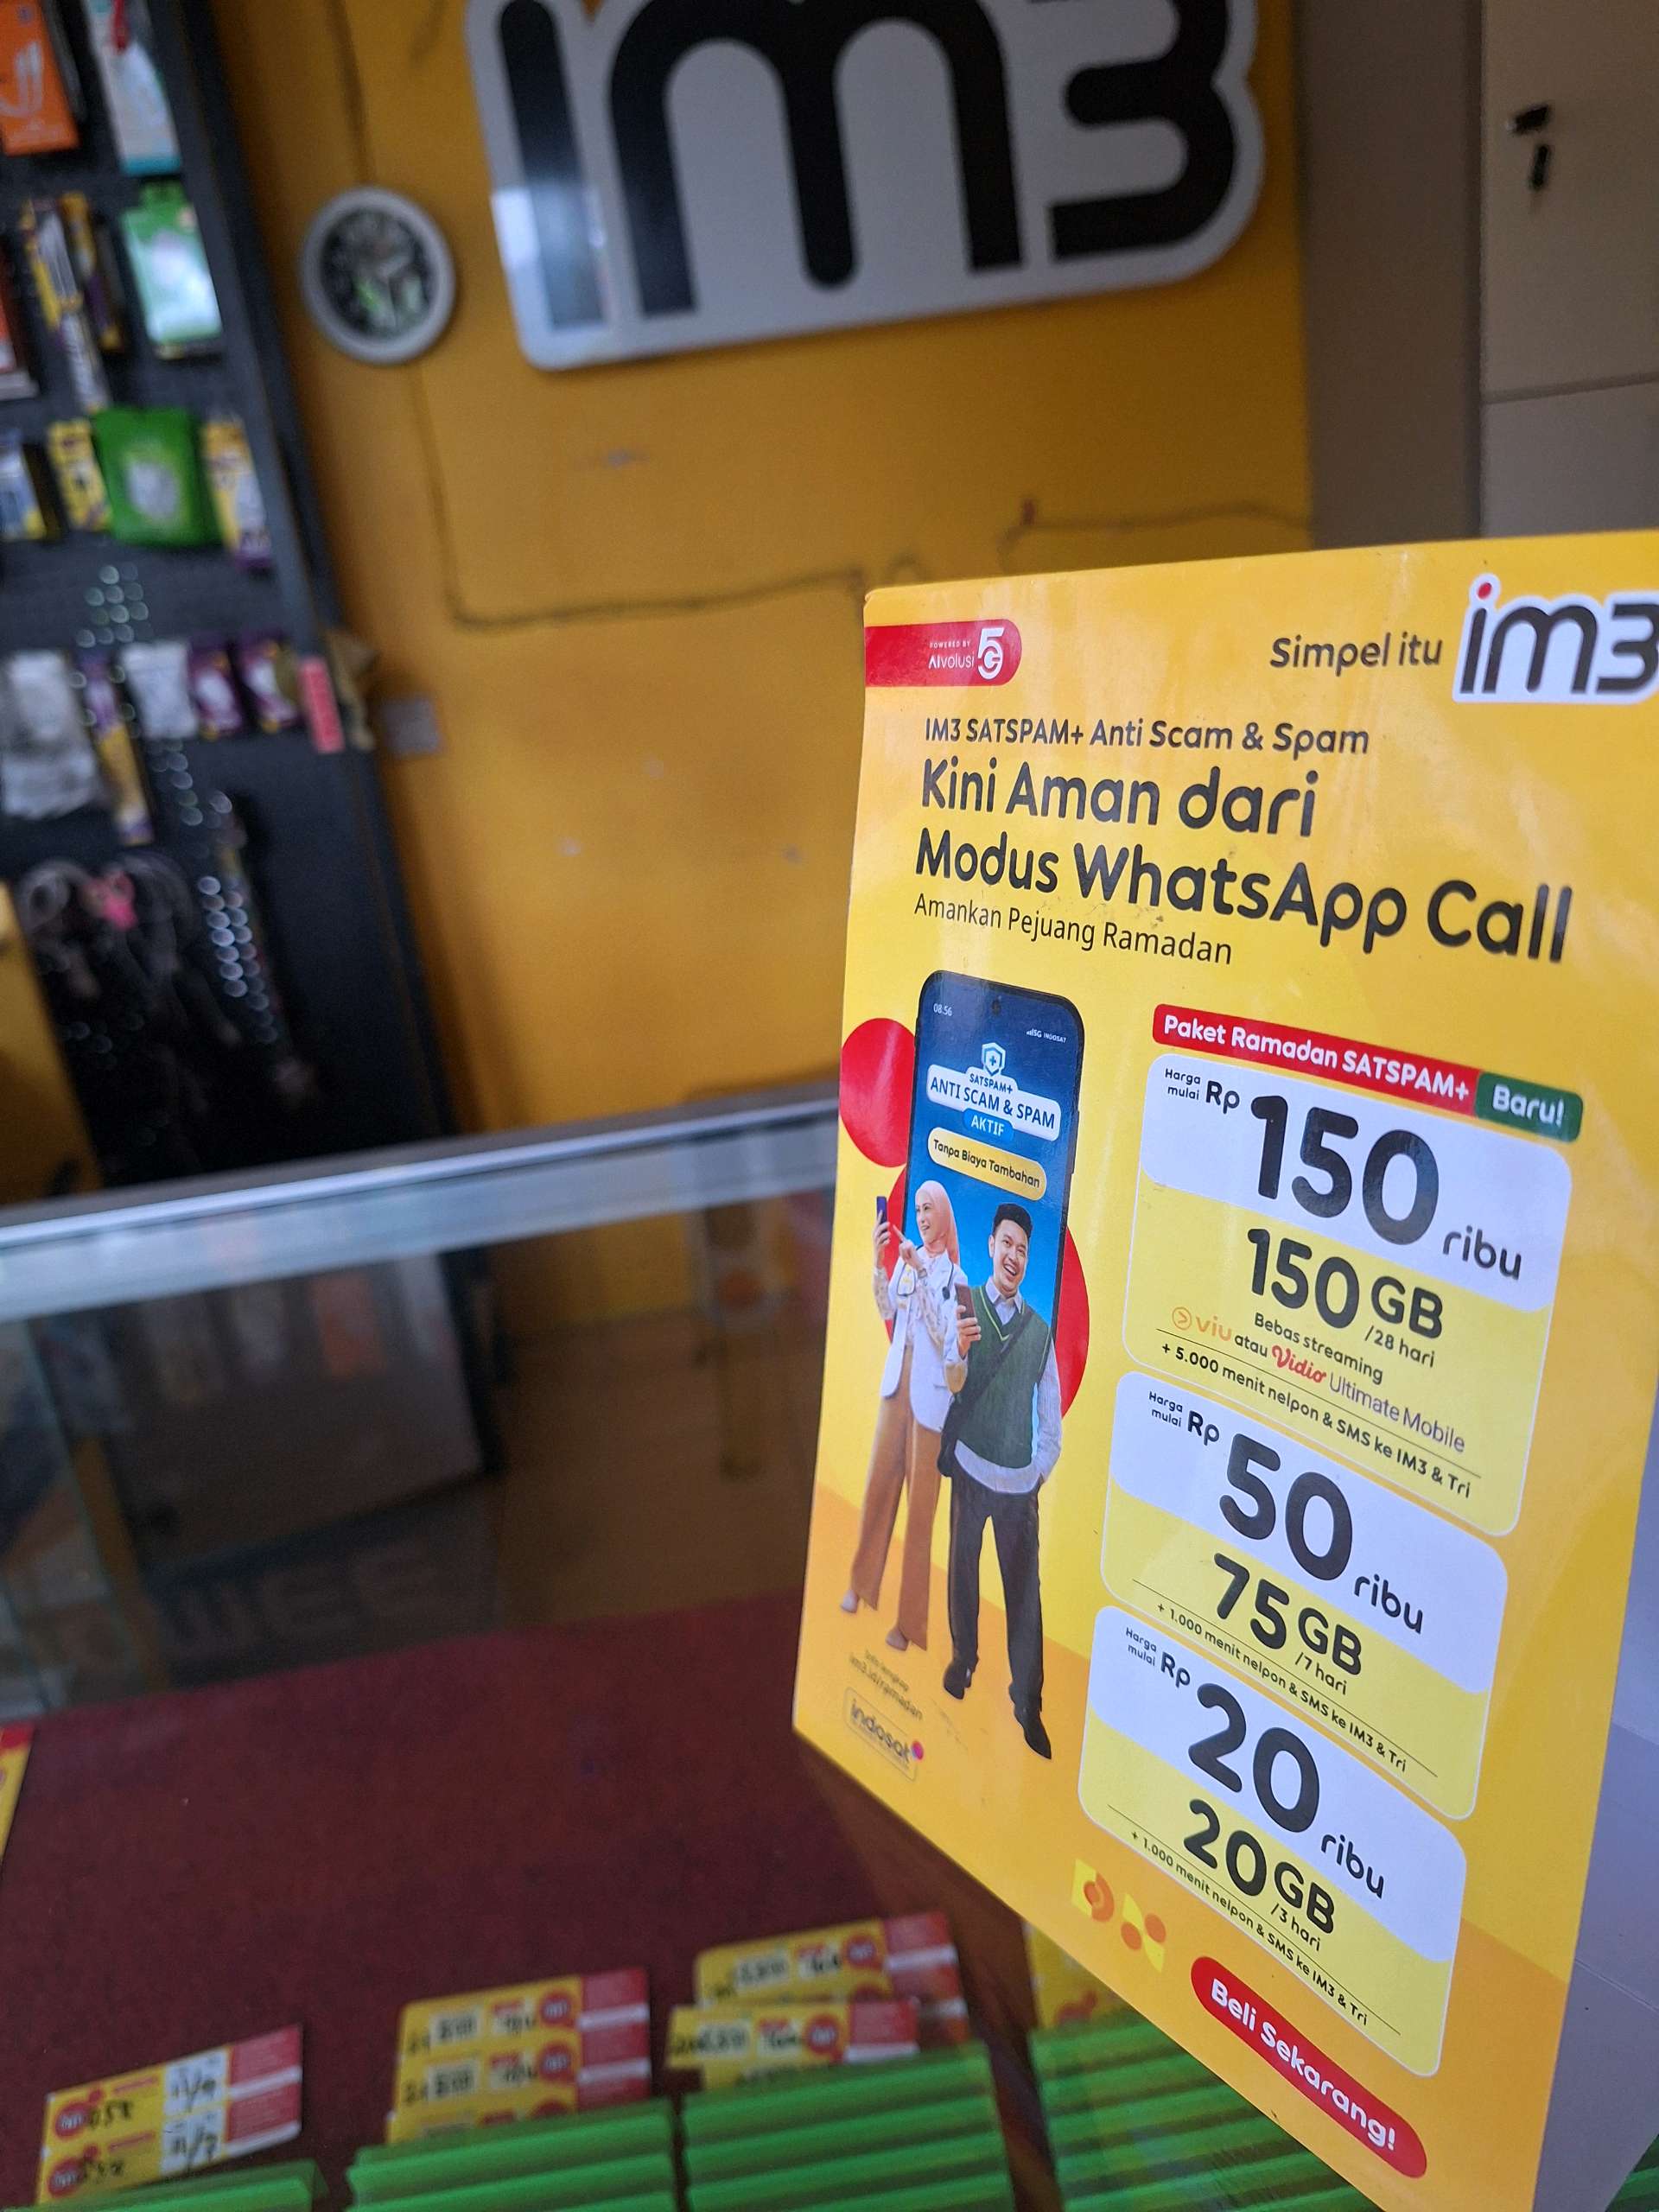 im3
POWERED BY
AIvolusi 5G
Simpel itu im3
IM3 SATSPAM+ Anti Scam & Spam
Kini Aman dari
Modus WhatsApp Call
Amankan Pejuang Ramadan
08.56
5G INDOSAT
SATSPAM+
ANTI SCAM & SPAM
AKTIF
Tanpa Biaya Tambahan
Paket Ramadan SATSPAM+ Baru!
Harga mulai Rp 150 ribu
150 GB /28 hari
Bebas streaming
viu atau Vidio Ultimate Mobile
+ 5.000 menit nelpon & SMS ke IM3 & Tri
Harga mulai Rp 50 ribu
75 GB /7 hari
+ 1.000 menit nelpon & SMS ke IM3 & Tri
Harga mulai Rp 20 ribu
20 GB /3 hari
+ 1.000 menit nelpon & SMS ke IM3 & Tri
im3.id/ramadan
indosat
Beli Sekarang!